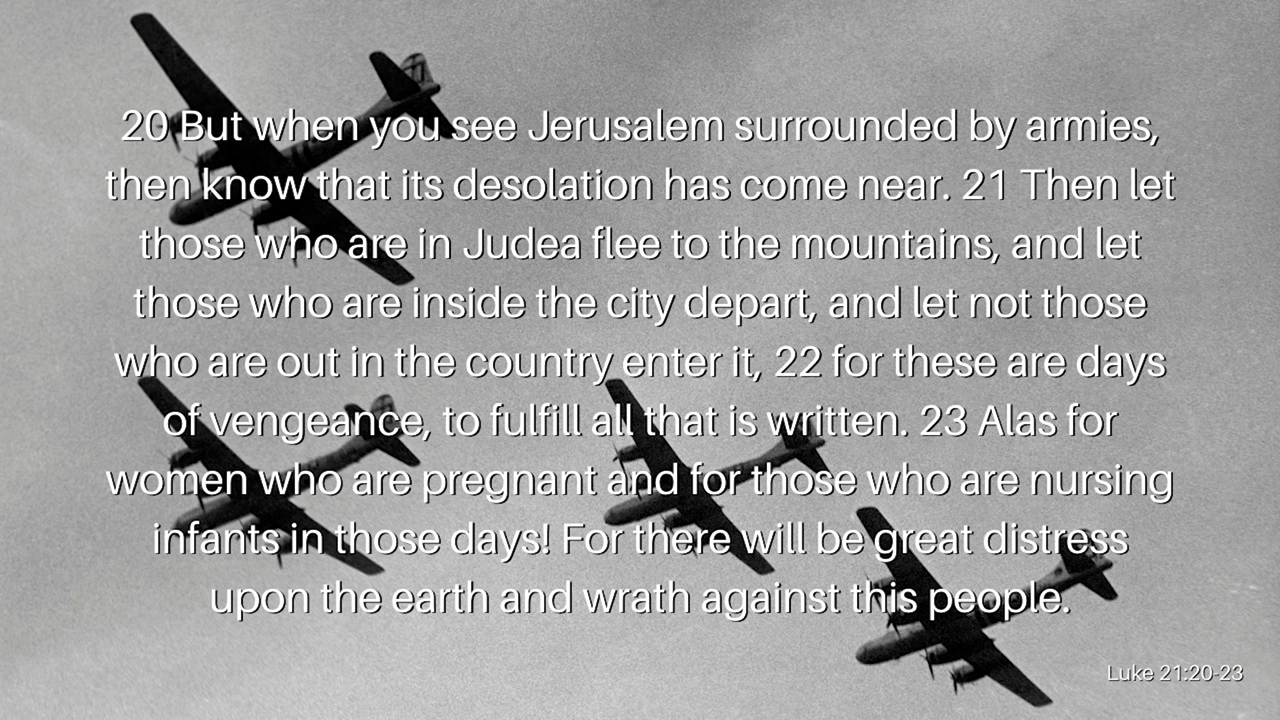 20 But when you see Jerusalem surrounded by armies,
then know that its desolation has come near. 21 Then let
those who are in Judea flee to the mountains, and let
those who are inside the city depart, and let not those
who are out in the country enter it, 22 for these are days
of vengeance, to fulfill all that is written. 23 Alas for
women who are pregnant and for those who are nursing
infants in those days! For there will be great distress
upon the earth and wrath against this people.
Luke 21:20-23